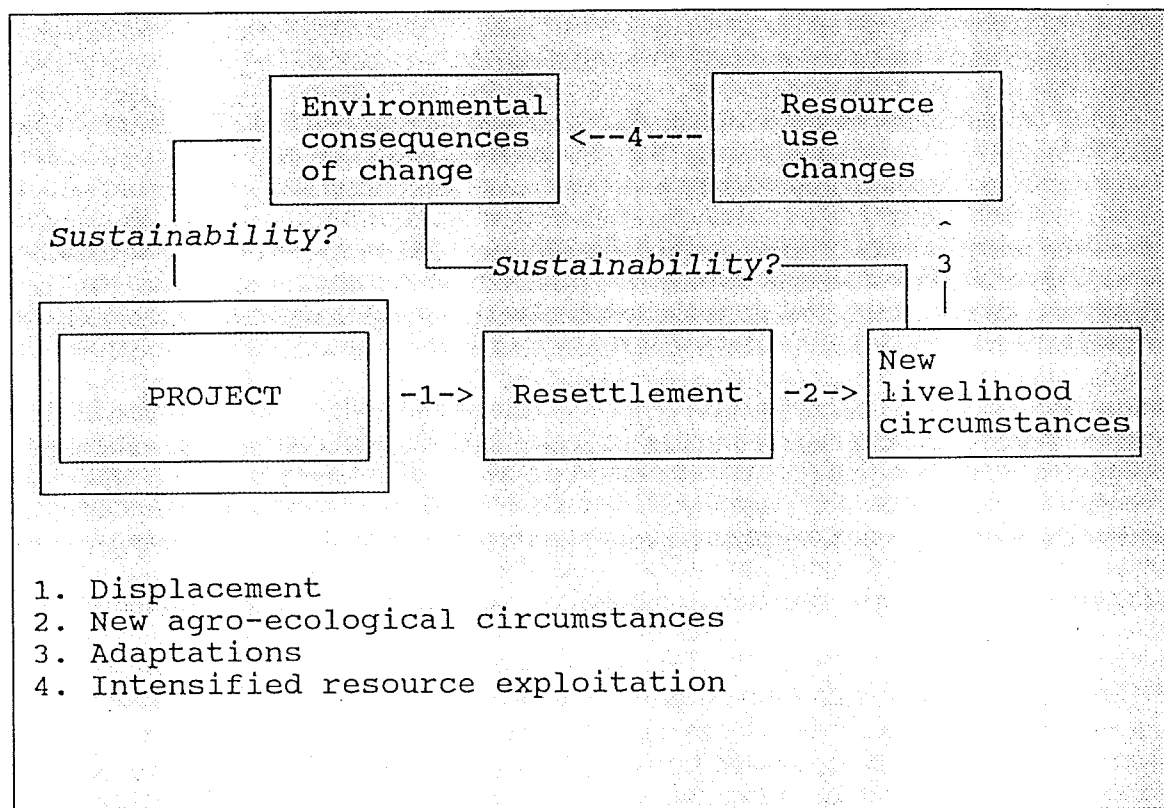 Environmental
consequences
of change
<--4---
Resource
use
changes
Sustainability?
Sustainability?
^
3
|
PROJECT
-1->
Resettlement
-2->
New
livelihood
circumstances
1. Displacement
2. New agro-ecological circumstances
3. Adaptations
4. Intensified resource exploitation